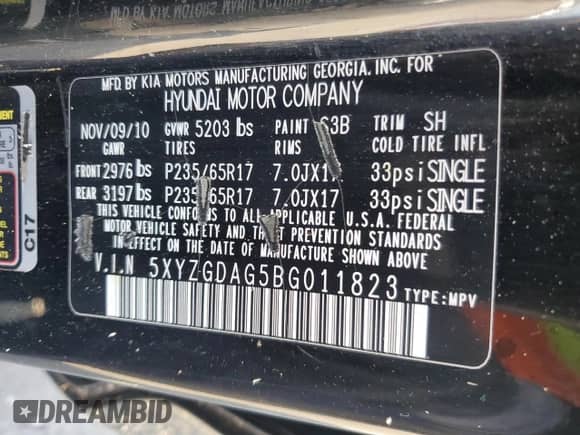 MFD. BY KIA MOTORS MANUFACTURING GEORGIA, INC. FOR
HYUNDAI MOTOR COMPANY
NOV/09/10 GVWR 5203 lbs PAINT S3B TRIM SH
GAWR TIRES RIMS COLD TIRE INFL
FRONT 2976 lbs P235/65R17 7.0JX17 33psi SINGLE
REAR 3197 lbs P235/65R17 7.0JX17 33psi SINGLE
THIS VEHICLE CONFORMS TO ALL APPLICABLE U.S.A. FEDERAL
MOTOR VEHICLE SAFETY AND THEFT PREVENTION STANDARDS
IN EFFECT ON THE DATE OF MANUFACTURE SHOWN ABOVE
V.I.N 5XYZGDAG5BG011823 TYPE:MPV
C17
DREAMBID